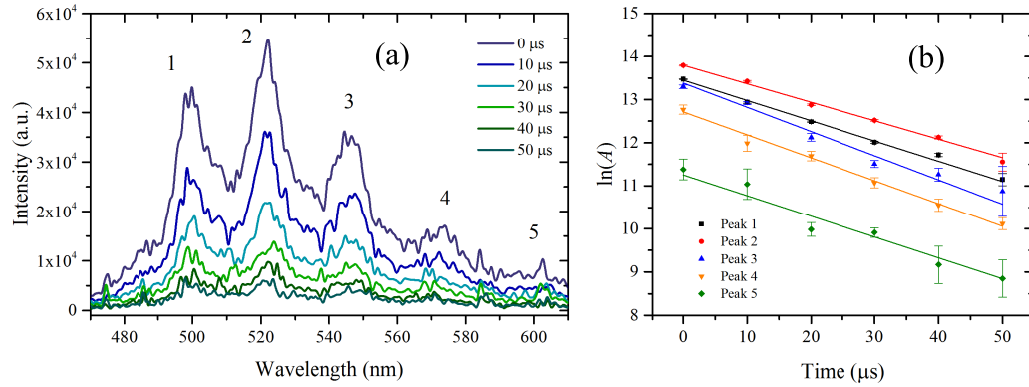 6x10⁴
5x10⁴
4x10⁴
3x10⁴
2x10⁴
1x10⁴
0
Intensity (a.u.)
480
500
520
540
560
580
600
Wavelength (nm)
1
2
3
4
5
(a)
0 μs
10 μs
20 μs
30 μs
40 μs
50 μs
15
14
13
12
11
10
9
8
ln(A)
0
10
20
30
40
50
Time (μs)
(b)
Peak 1
Peak 2
Peak 3
Peak 4
Peak 5